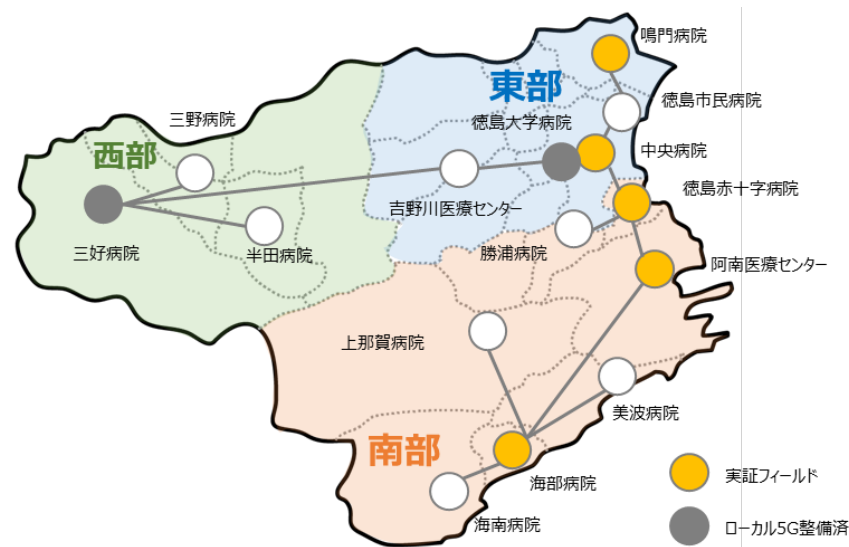 鳴門病院
東部
徳島市民病院
三野病院
徳島大学病院
西部
中央病院
徳島赤十字病院
吉野川医療センター
三好病院
半田病院
勝浦病院
阿南医療センター
上那賀病院
美波病院
南部
海部病院
実証フィールド
海南病院
ローカル5G整備済